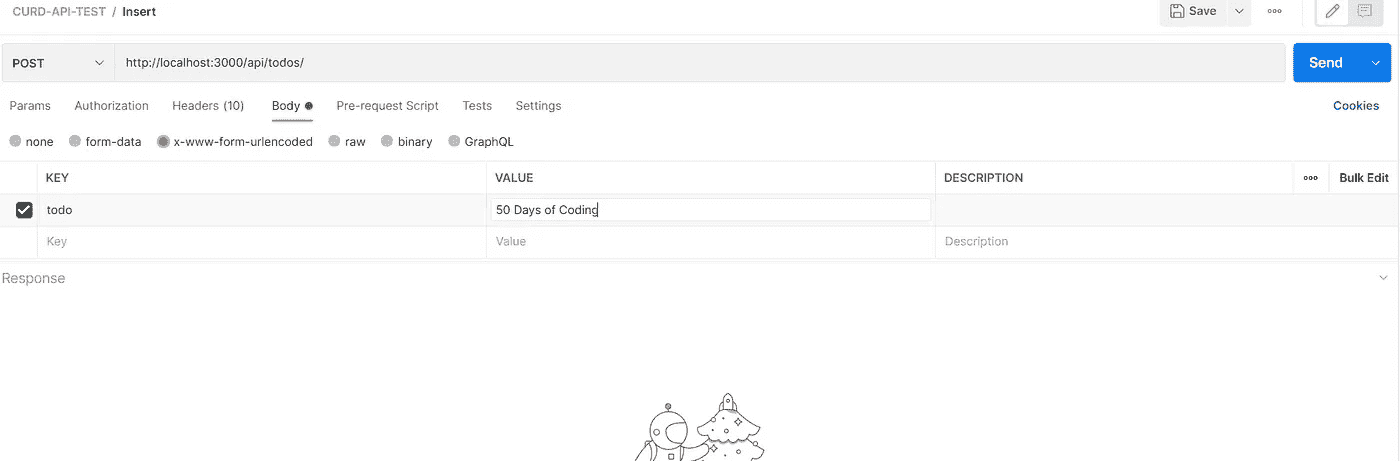 CURD-API-TEST / Insert Save ooo
POST http://localhost:3000/api/todos/ Send
Params Authorization Headers (10) Body Pre-request Script Tests Settings Cookies
none form-data x-www-form-urlencoded raw binary GraphQL
KEY VALUE DESCRIPTION ooo Bulk Edit
todo 50 Days of Coding
Key Value Description
Response